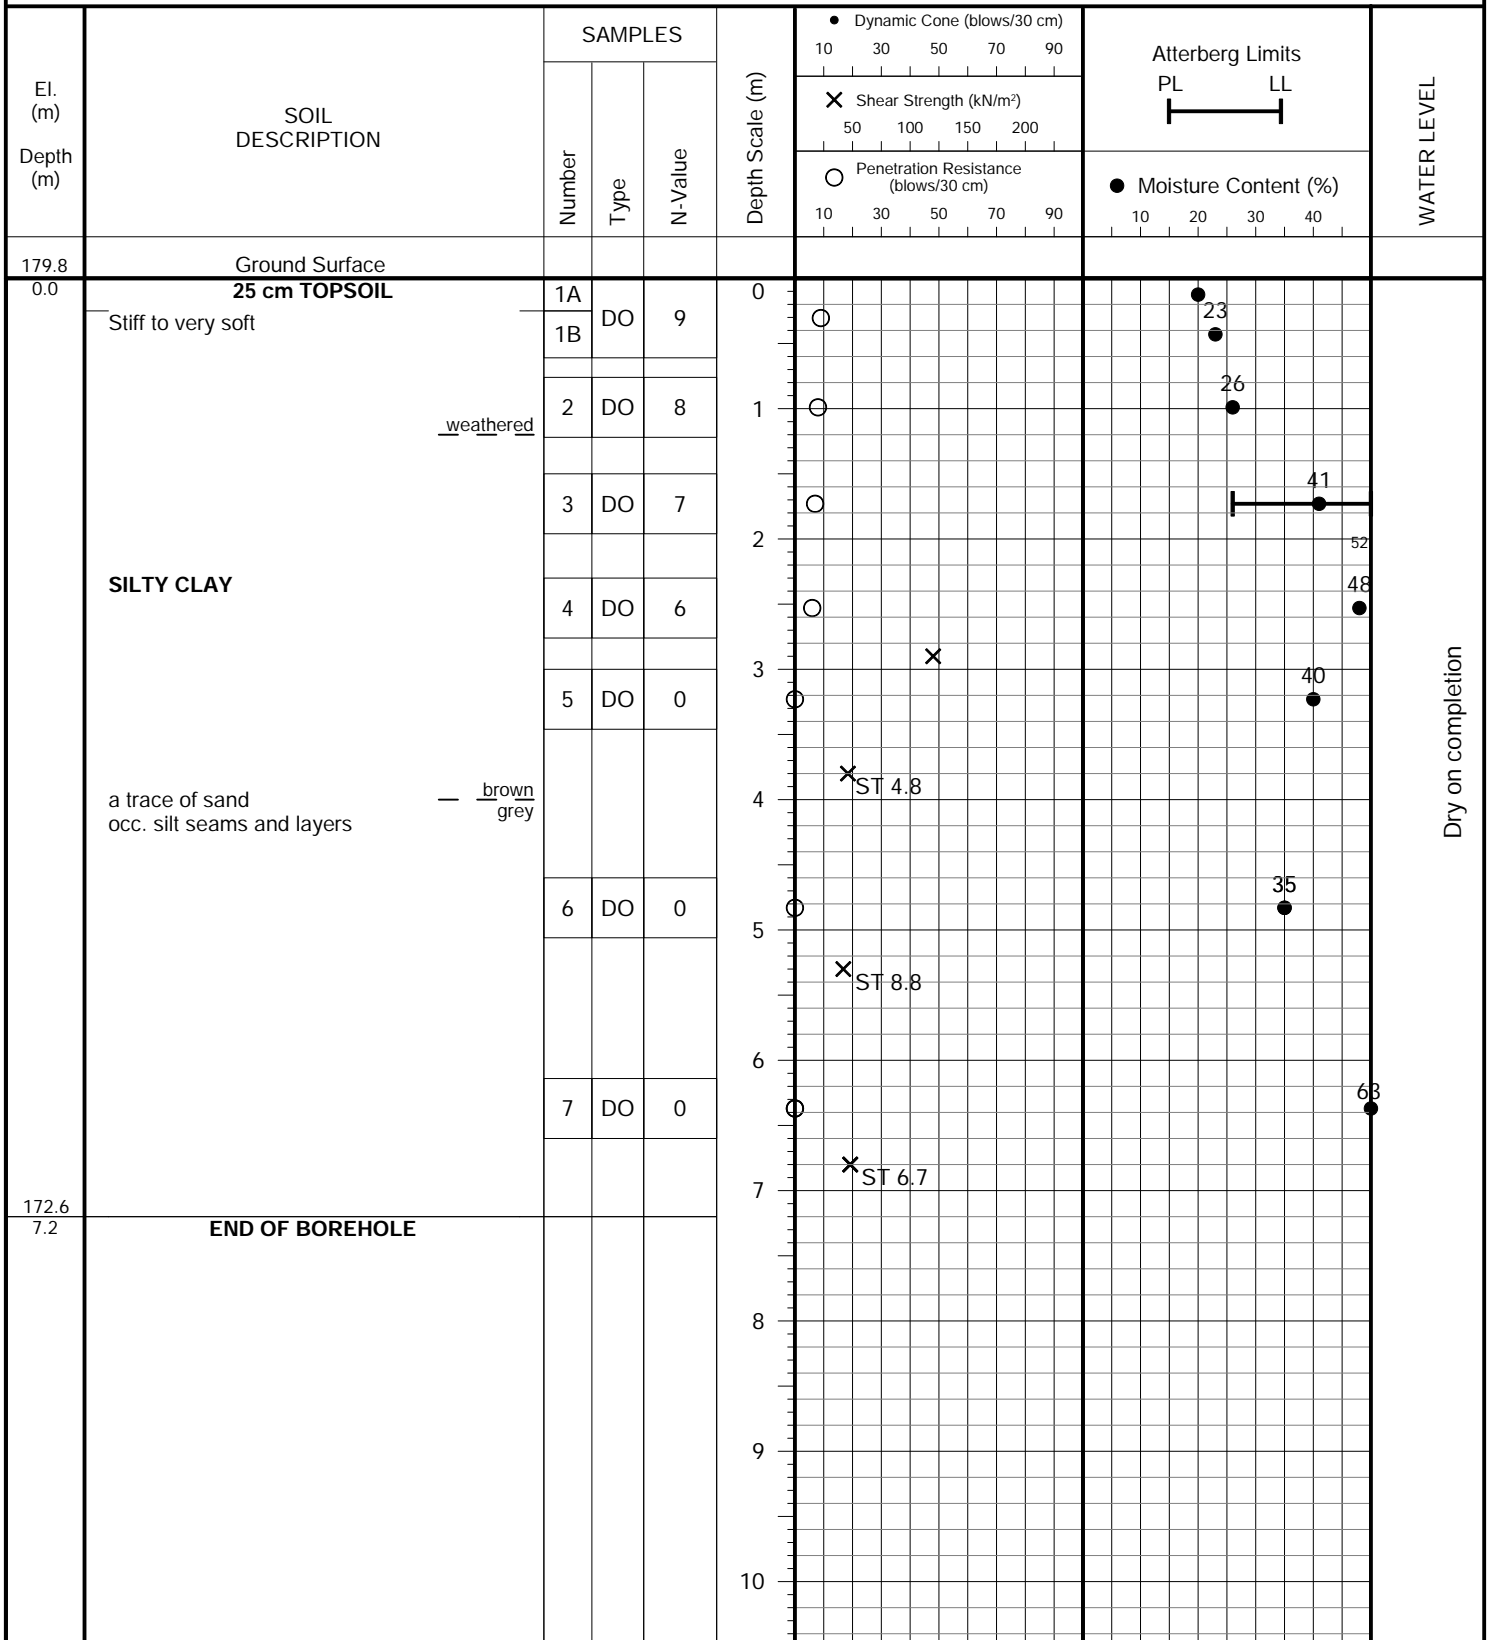 El.
(m)
Depth
(m)
SOIL
DESCRIPTION
SAMPLES
Number
Type
N-Value
Depth Scale (m)
Dynamic Cone (blows/30 cm)
10 30 50 70 90
Shear Strength (kN/m²)
50 100 150 200
Penetration Resistance
(blows/30 cm)
10 30 50 70 90
Atterberg Limits
PL LL
Moisture Content (%)
10 20 30 40
WATER LEVEL
179.8
Ground Surface
0.0
25 cm TOPSOIL
1A
DO
9
0
23
Stiff to very soft
1B
26
2 DO 8
1
weathered
41
3 DO 7
2
52
SILTY CLAY
48
4 DO 6
3
40
5 DO 0
Dry on completion
ST 4.8
brown
a trace of sand
4
grey
occ. silt seams and layers
35
6 DO 0
5
ST 8.8
6
63
7 DO 0
ST 6.7
7
172.6
7.2
END OF BOREHOLE
8
9
10